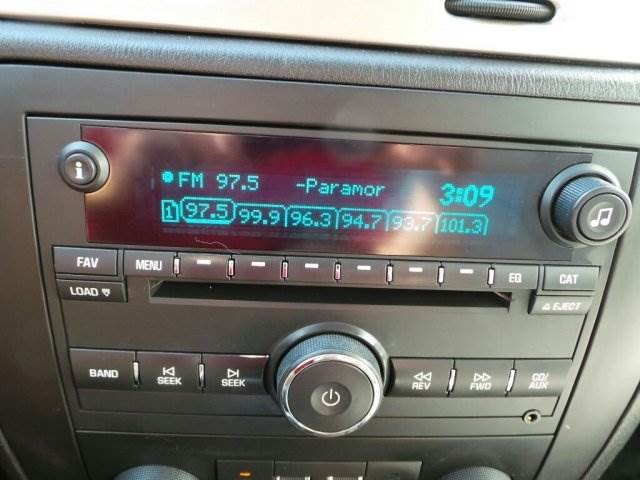 FM 97.5 -Paramor 3:09
1 97.5 99.9 96.3 94.7 93.7 101.3
i
FAV MENU EQ CAT
LOAD EJECT
BAND SEEK SEEK REV FWD CD/AUX